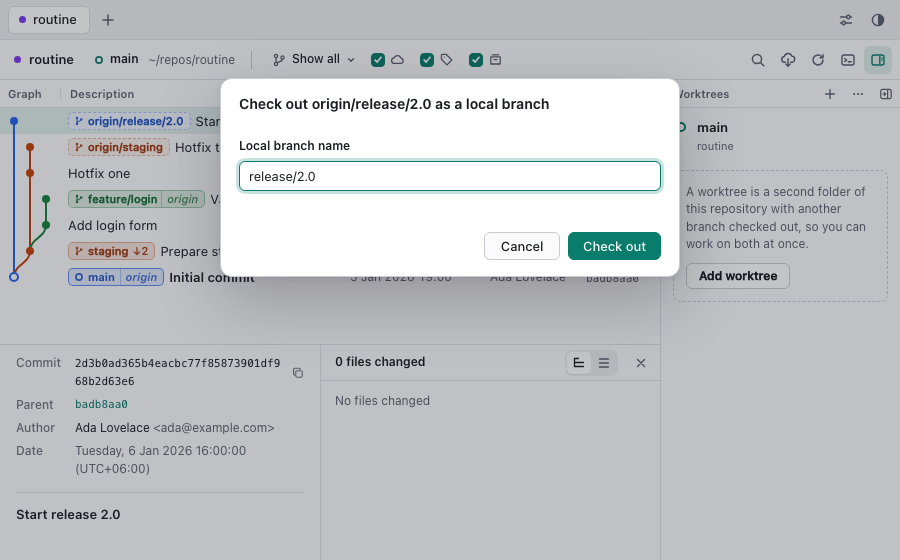 routine
routine
main
~/repos/routine
Show all
Graph
Description
Worktrees
origin/release/2.0
origin/staging
Hotfix
Hotfix one
feature/login origin
Add login form
staging ↓2 Prepare
main origin Initial commit
5 Jan 2026 19:00
Ada Lovelace
badb8aa0
Check out origin/release/2.0 as a local branch
Local branch name
release/2.0
Cancel
Check out
main
routine
A worktree is a second folder of
this repository with another
branch checked out, so you can
work on both at once.
Add worktree
Commit
2d3b0ad365b4eacbc77f85873901df9
68b2d63e6
Parent
badb8aa0
Author
Ada Lovelace <ada@example.com>
Date
Tuesday, 6 Jan 2026 16:00:00
(UTC+06:00)
Start release 2.0
0 files changed
No files changed